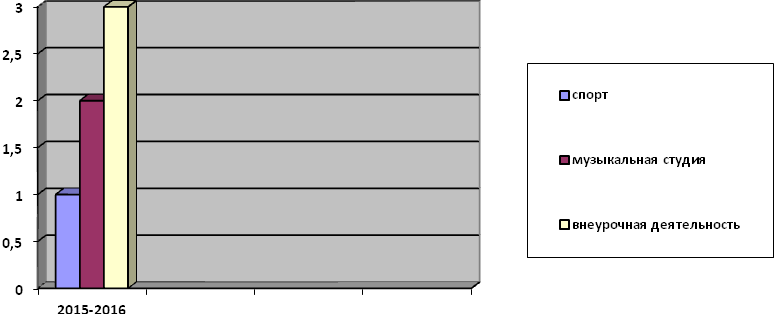 3
2,5
2
1,5
1
0,5
0
2015-2016
спорт
музыкальная студия
внеурочная деятельность